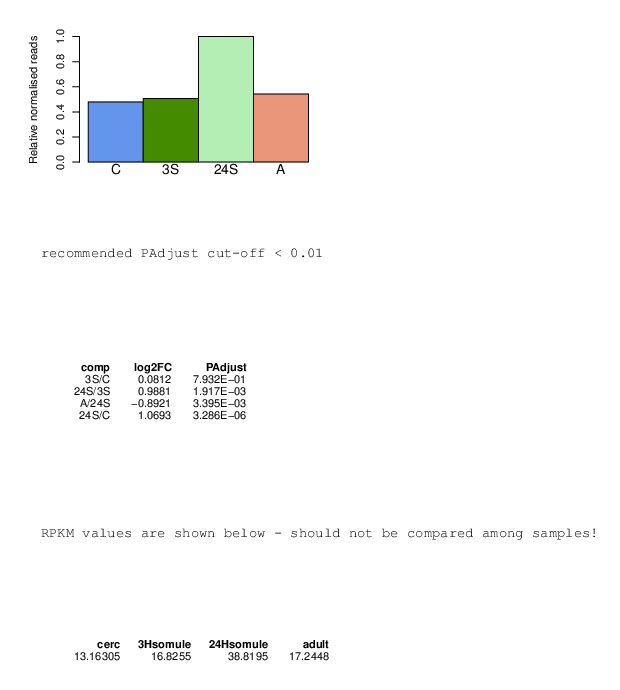 Relative normalised reads
1.0
0.8
0.6
0.4
0.2
0.0
C 3S 24S A
recommended PAdjust cut-off < 0.01
comp log2FC PAdjust
3S/C 0.0812 7.932E−01
24S/3S 0.9881 1.917E−03
A/24S −0.8921 3.395E−03
24S/C 1.0693 3.286E−06
RPKM values are shown below - should not be compared among samples!
cerc 3Hsomule 24Hsomule adult
13.16305 16.8255 38.8195 17.2448